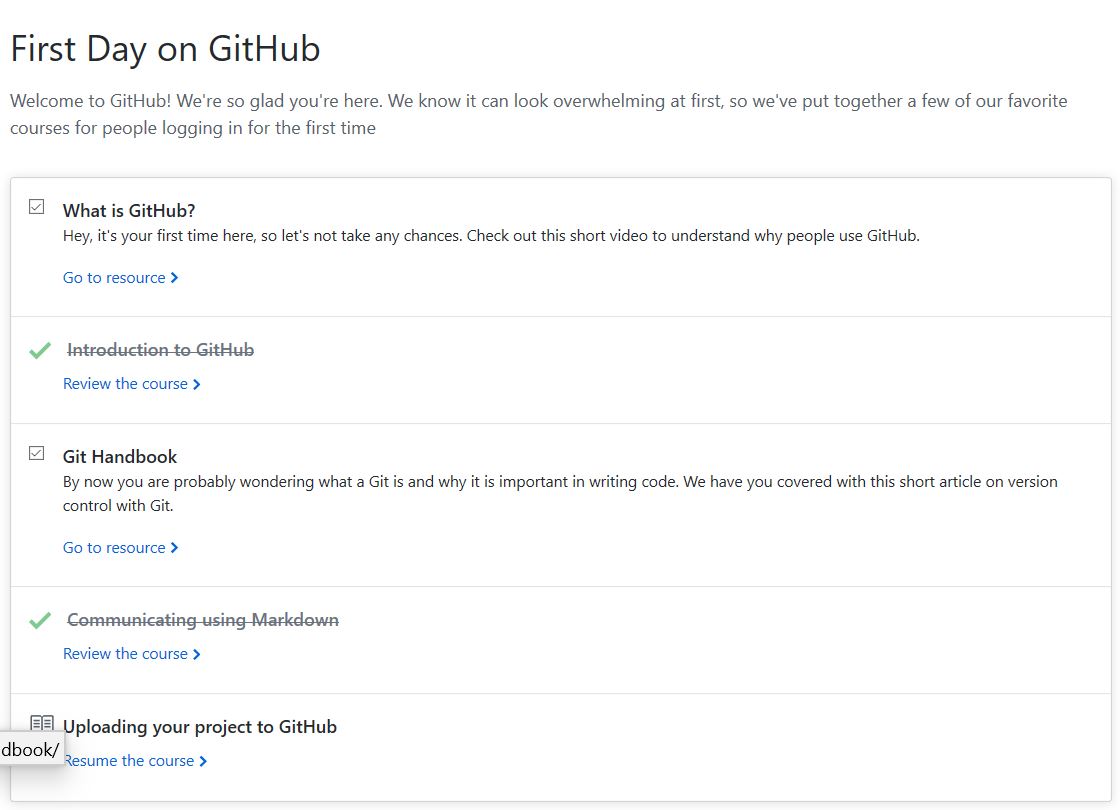 First Day on GitHub
Welcome to GitHub! We're so glad you're here. We know it can look overwhelming at first, so we've put together a few of our favorite
courses for people logging in for the first time
What is GitHub?
Hey, it's your first time here, so let's not take any chances. Check out this short video to understand why people use GitHub.
Go to resource
Introduction to GitHub
Review the course
Git Handbook
By now you are probably wondering what a Git is and why it is important in writing code. We have you covered with this short article on version
control with Git.
Go to resource
Communicating using Markdown
Review the course
Uploading your project to GitHub
dbook/
Resume the course